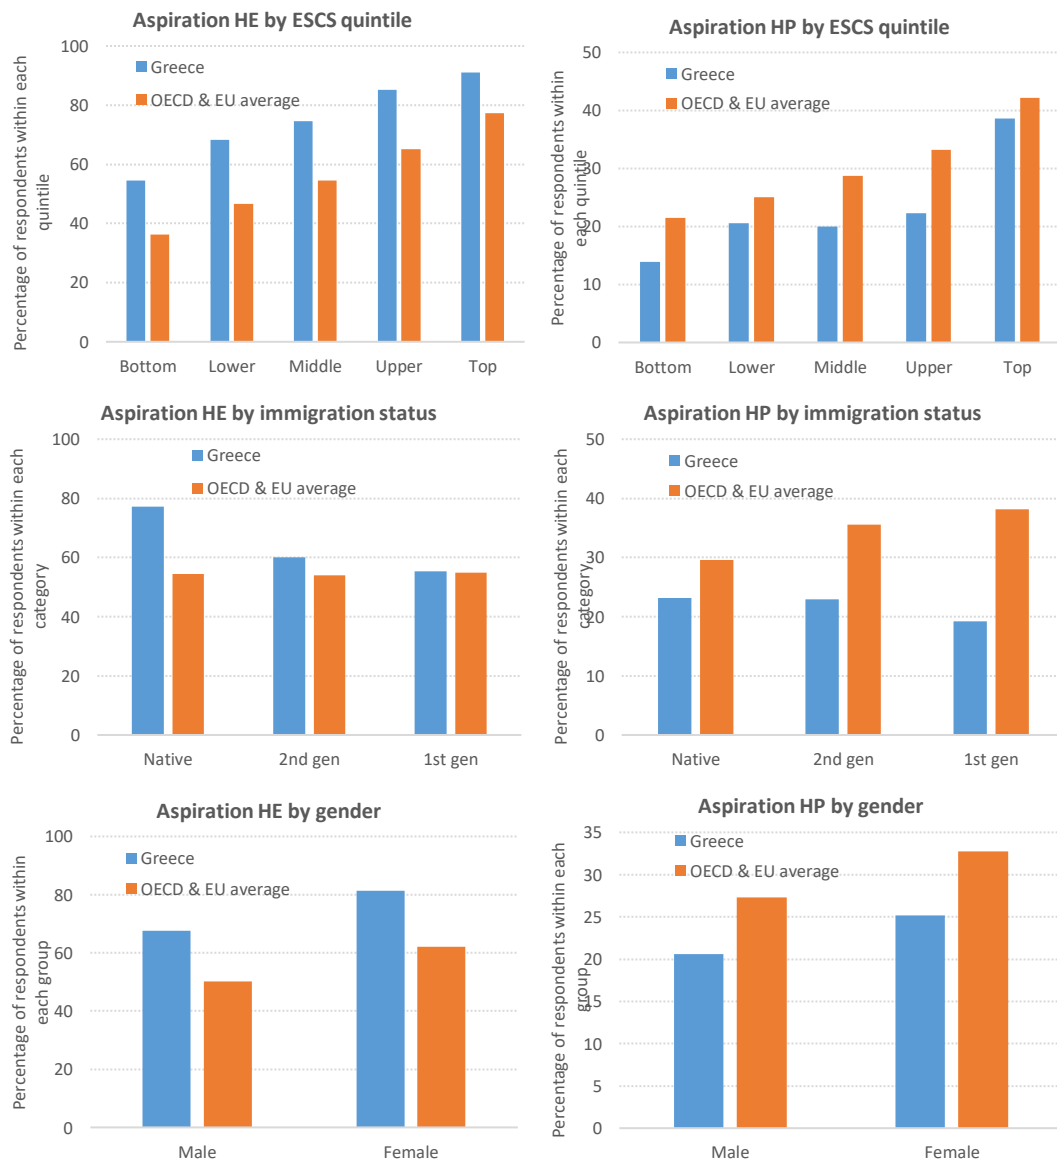 Aspiration HE by ESCS quintile
Percentage of respondents within each
quintile
100
80
60
40
20
0
Greece
OECD & EU average
Bottom
Lower
Middle
Upper
Top
Aspiration HP by ESCS quintile
Percentage of respondents within
each quintile
50
40
30
20
10
0
Greece
OECD & EU average
Bottom
Lower
Middle
Upper
Top
Aspiration HE by immigration status
Percentage of respondents within each
category
100
80
60
40
20
0
Greece
OECD & EU average
Native
2nd gen
1st gen
Aspiration HP by immigration status
Percentage of respondents within each
category
50
40
30
20
10
0
Greece
OECD & EU average
Native
2nd gen
1st gen
Aspiration HE by gender
Percentage of respondents within
each group
100
80
60
40
20
0
Greece
OECD & EU average
Male
Female
Aspiration HP by gender
Percentage of respondents within each
group
35
30
25
20
15
10
5
0
Greece
OECD & EU average
Male
Female